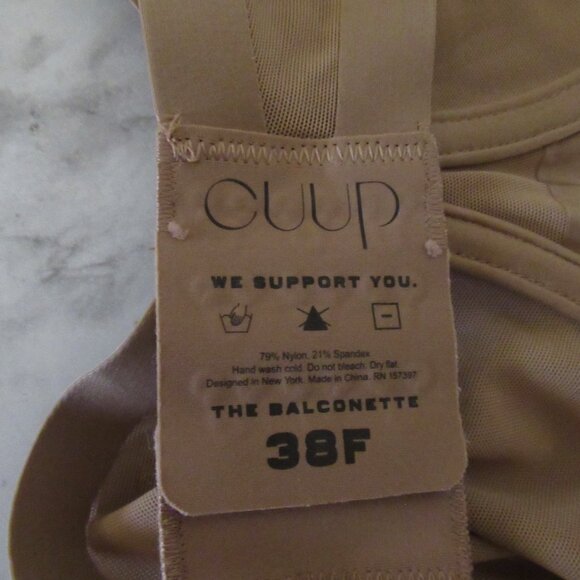 CUUP
WE SUPPORT YOU.
79% Nylon, 21% Spandex
Hand wash cold. Do not bleach. Dry flat.
Designed in New York. Made in China. RN 157397
THE BALCONETTE
38F